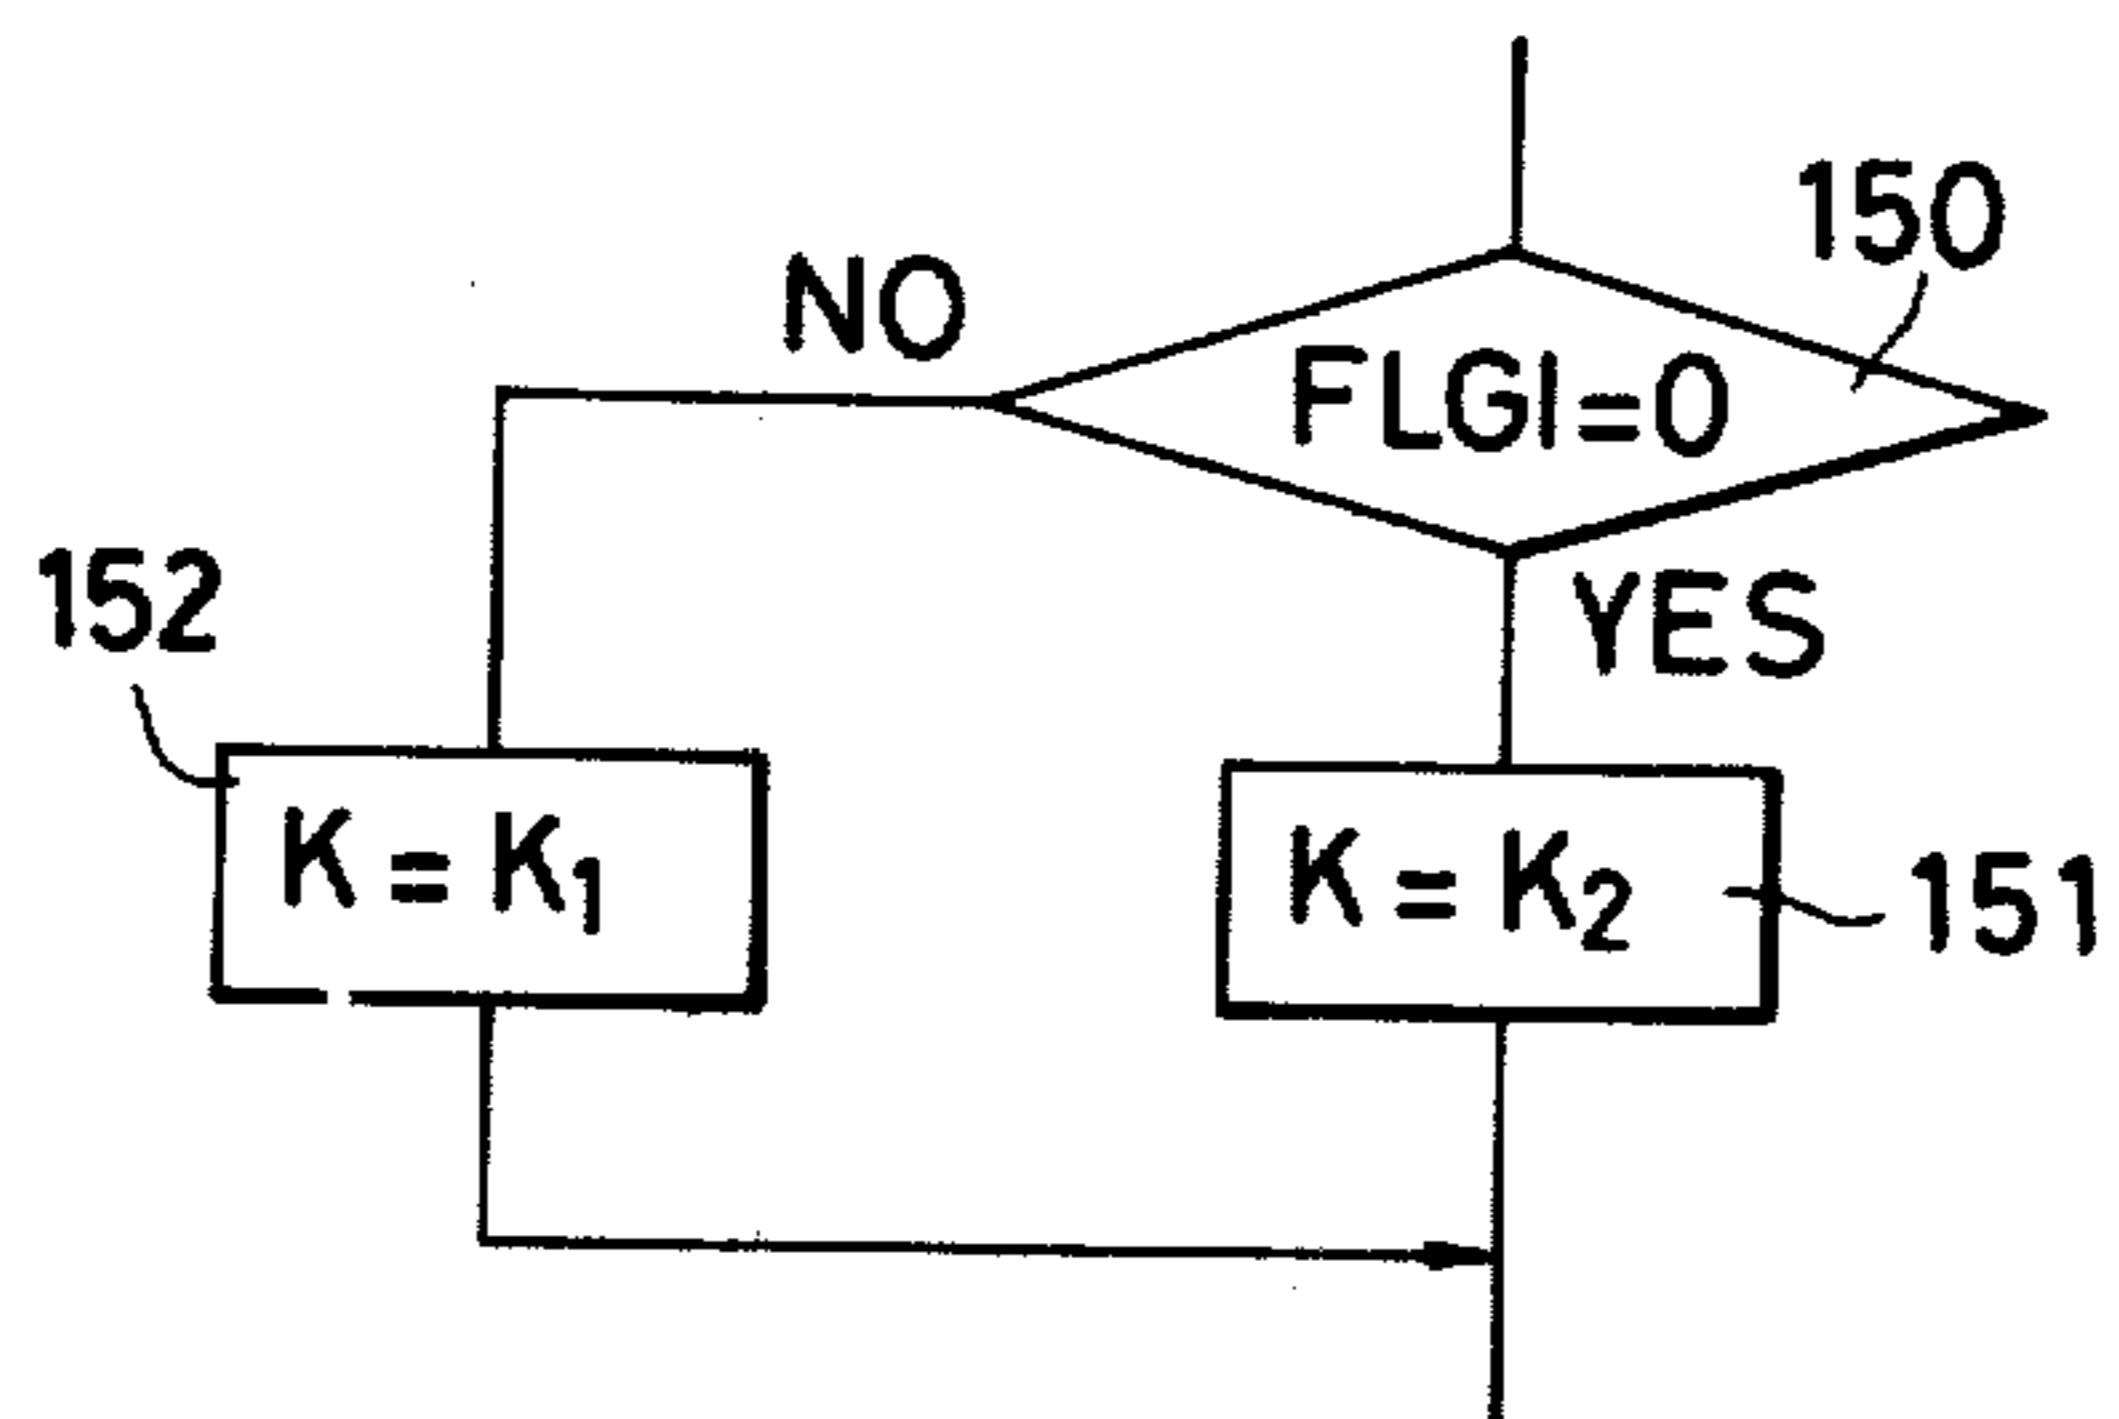 150
NO
FLGI=0
YES
152
K = K₁
K = K₂
151